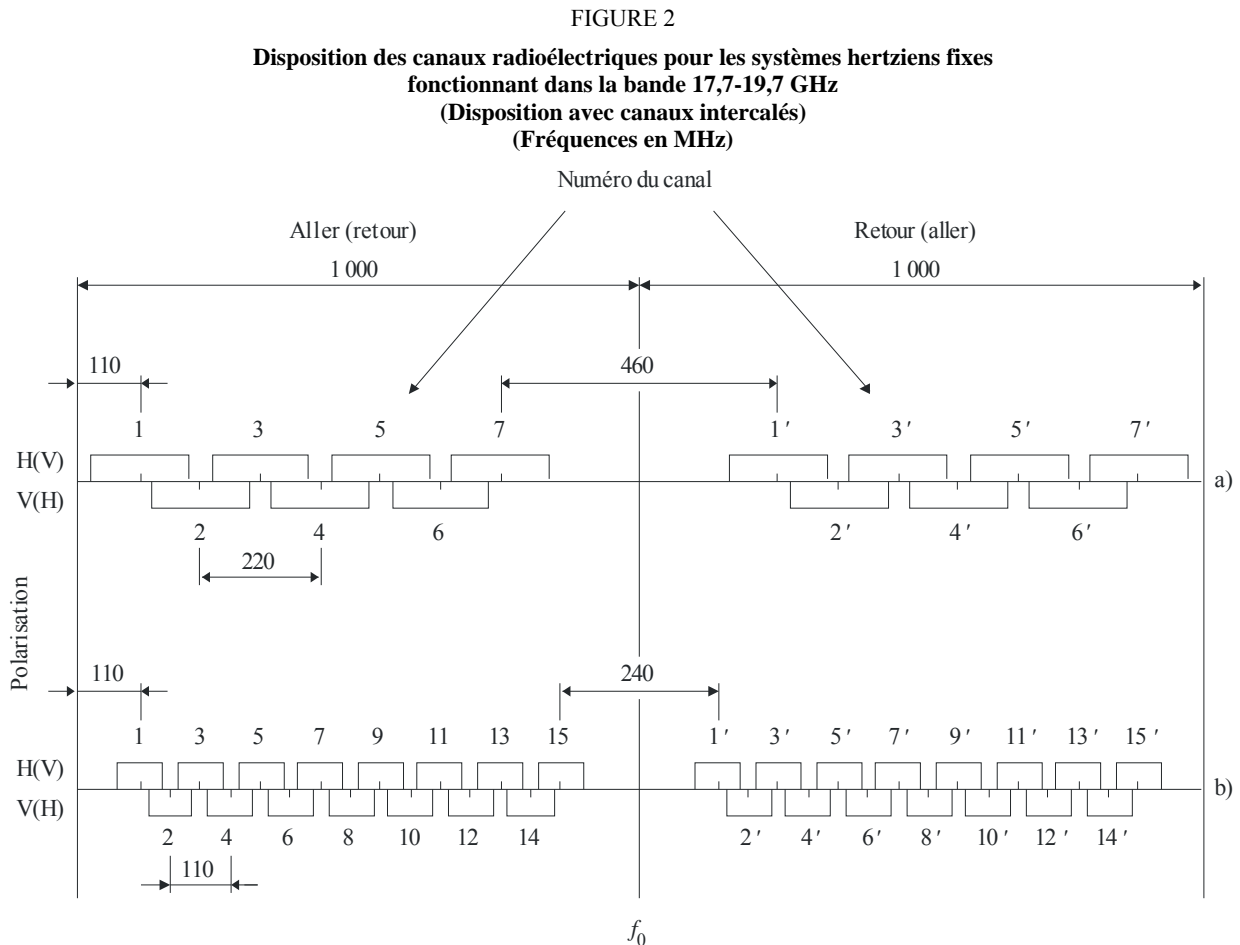 FIGURE 2
Disposition des canaux radioélectriques pour les systèmes hertziens fixes
fonctionnant dans la bande 17,7-19,7 GHz
(Disposition avec canaux intercalés)
(Fréquences en MHz)
Numéro du canal
Aller (retour) Retour (aller)
1 000 1 000
110 460
1 3 5 7 1′ 3′ 5′ 7′
H(V)
a)
V(H)
2 4 6 2′ 4′ 6′
220
Polarisation
110 240
1 3 5 7 9 11 13 15 1′ 3′ 5′ 7′ 9′ 11′ 13′ 15′
H(V)
b)
V(H)
2 4 6 8 10 12 14 2′ 4′ 6′ 8′ 10′ 12′ 14′
110
f0